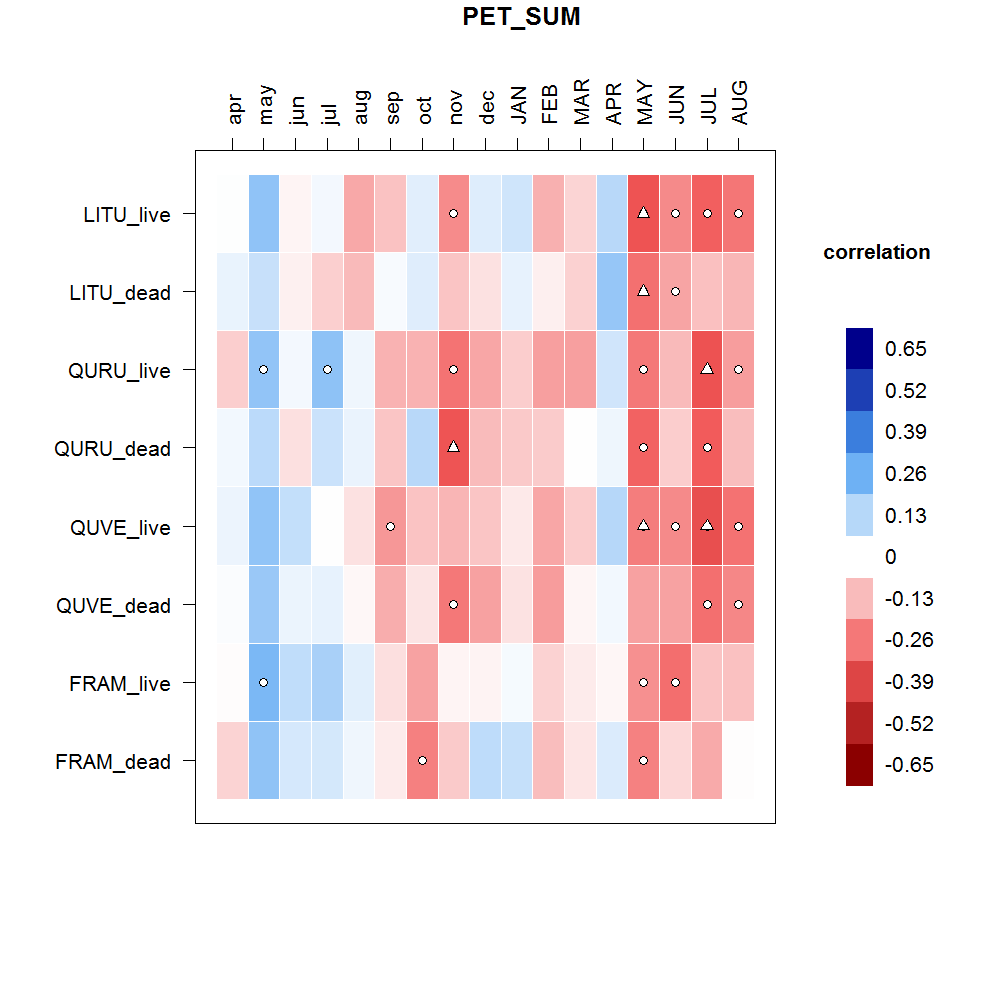 PET_SUM
apr may jun jul aug sep oct nov dec JAN FEB MAR APR MAY JUN JUL AUG
LITU_live
LITU_dead
QURU_live
QURU_dead
QUVE_live
QUVE_dead
FRAM_live
FRAM_dead
correlation
0.65
0.52
0.39
0.26
0.13
0
-0.13
-0.26
-0.39
-0.52
-0.65